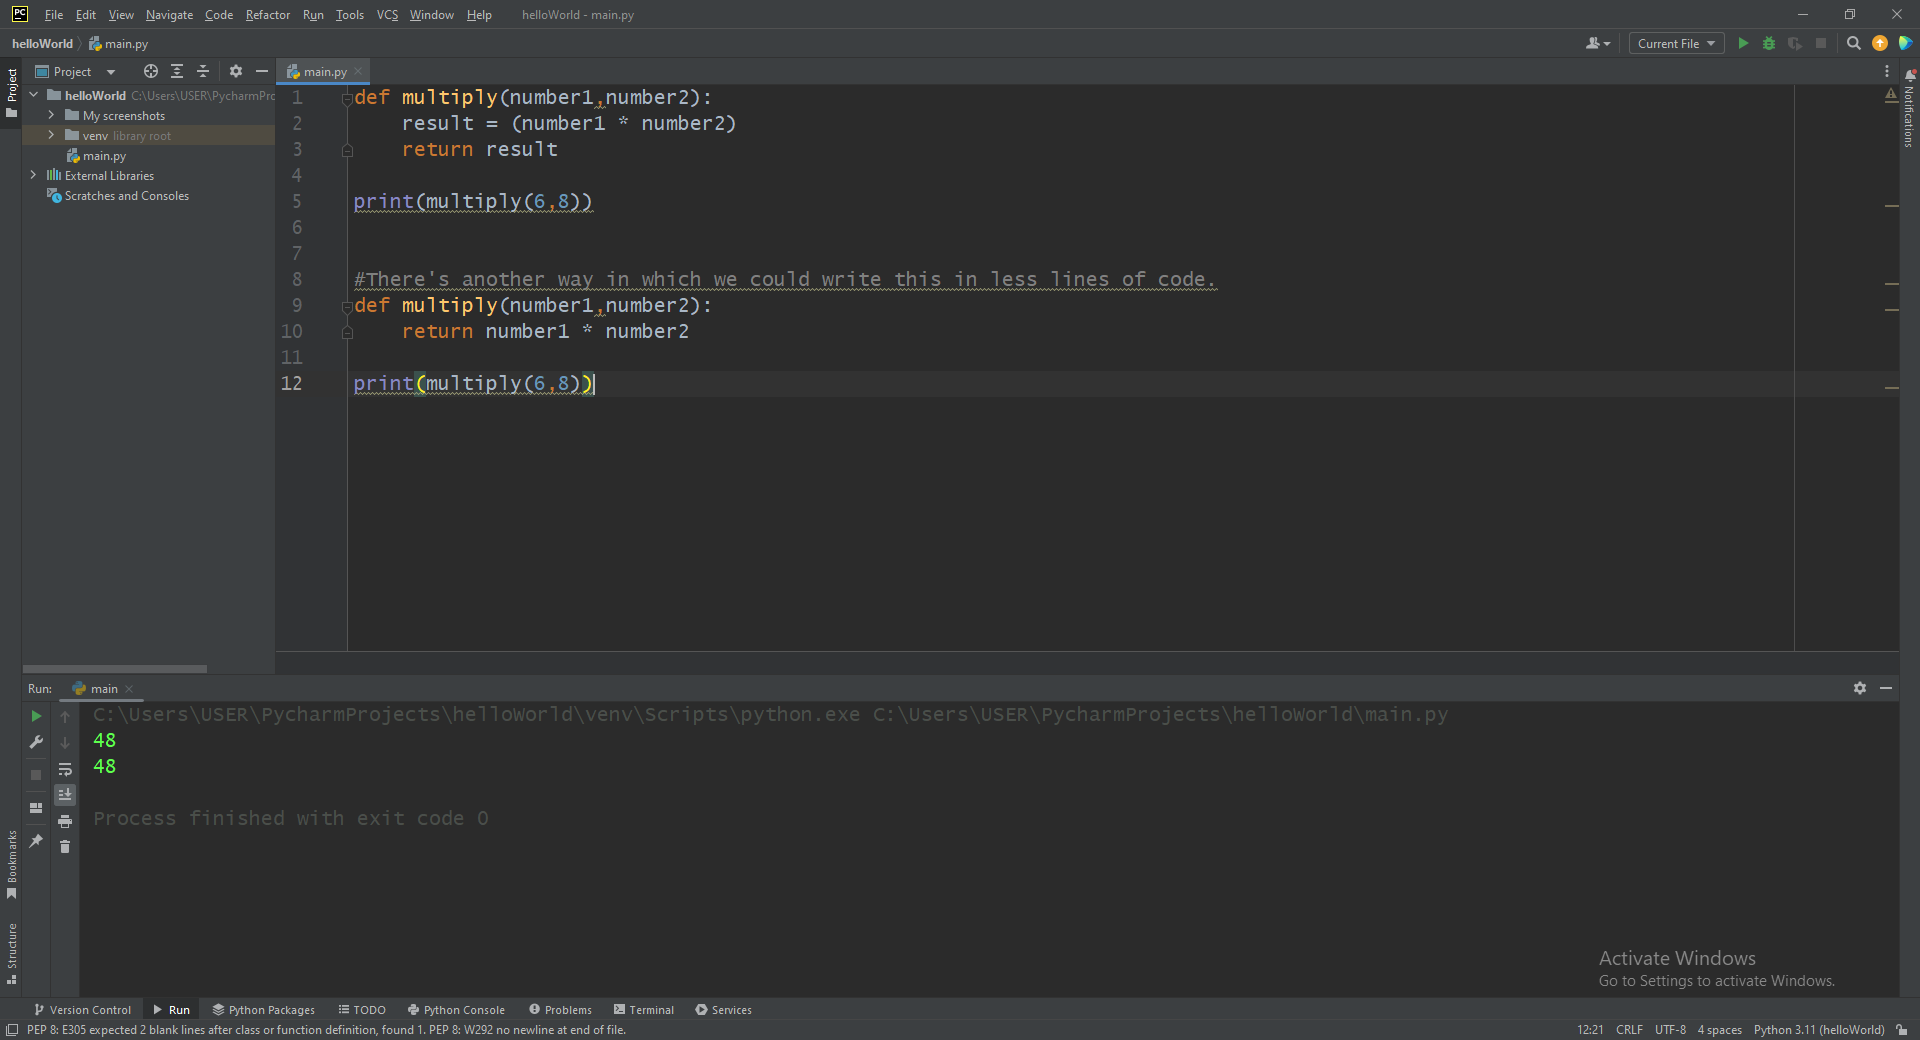 PC File Edit View Navigate Code Refactor Run Tools VCS Window Help helloWorld - main.py
helloWorld main.py Current File
Project main.py
Project
Notifications
helloWorld C:\Users\USER\PycharmPro
My screenshots
venv library root
main.py
External Libraries
Scratches and Consoles
1 def multiply(number1,number2):
2     result = (number1 * number2)
3     return result
4
5 print(multiply(6,8))
6
7
8 #There's another way in which we could write this in less lines of code.
9 def multiply(number1,number2):
10     return number1 * number2
11
12 print(multiply(6,8))
Run: main
C:\Users\USER\PycharmProjects\helloWorld\venv\Scripts\python.exe C:\Users\USER\PycharmProjects\helloWorld\main.py
48
48
Process finished with exit code 0
Bookmarks
Structure
Activate Windows
Go to Settings to activate Windows.
Version Control Run Python Packages TODO Python Console Problems Terminal Services
PEP 8: E305 expected 2 blank lines after class or function definition, found 1. PEP 8: W292 no newline at end of file. 12:21 CRLF UTF-8 4 spaces Python 3.11 (helloWorld)